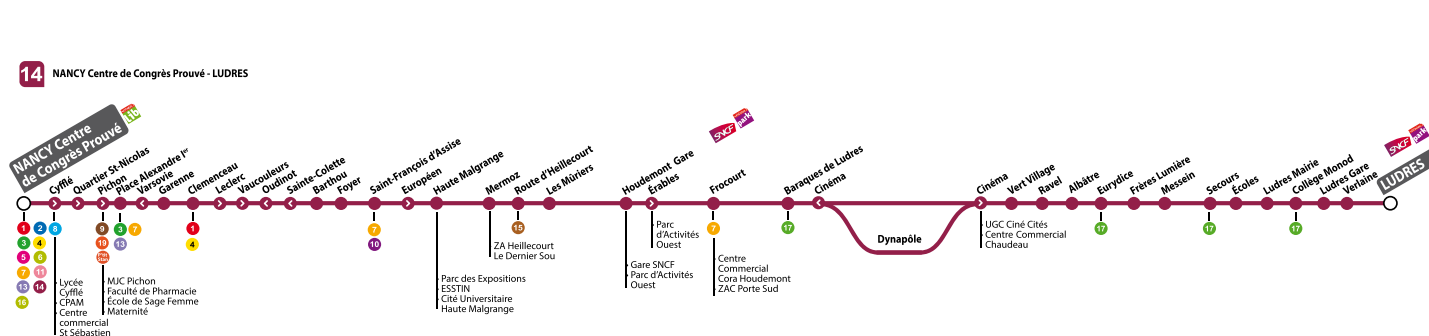 14 NANCY Centre de Congrès Prouvé - LUDRES
NANCY Centre
de Congrès Prouvé
Lib
Cyfflé
Quartier St-Nicolas
Pichon
Place Alexandre 1er
Varsovie
Garenne
Clemenceau
Leclerc
Vaucouleurs
Oudinot
Sainte-Colette
Barthou
Foyer
Saint-François d'Assise
Européen
Haute Malgrange
Mermoz
Route d'Heillecourt
Les Mûriers
Houdemont Gare
Érables
SNCF
park
Frocourt
Baraques de Ludres
Cinéma
Dynapôle
Cinéma
Vert Village
Ravel
Albâtre
Eurydice
Frères Lumière
Messein
Secours
Écoles
Ludres Mairie
Collège Monod
Ludres Gare
Verlaine
SNCF
park
LUDRES
1 2
3 4
5 6
7 11
13 14
16
8
Lycée
Cyfflé
CPAM
Centre
commercial
St Sébastien
9
19
MJC Pichon
Faculté de Pharmacie
École de Sage Femme
Maternité
3
13
7
1
4
7
10
Parc des Expositions
ESSTIN
Cité Universitaire
Haute Malgrange
ZA Heillecourt
Le Dernier Sou
15
Gare SNCF
Parc d'Activités
Ouest
Parc
d'Activités
Ouest
7
Centre
Commercial
Cora Houdemont
ZAC Porte Sud
17
UGC Ciné Cités
Centre Commercial
Chaudeau
17
17
17